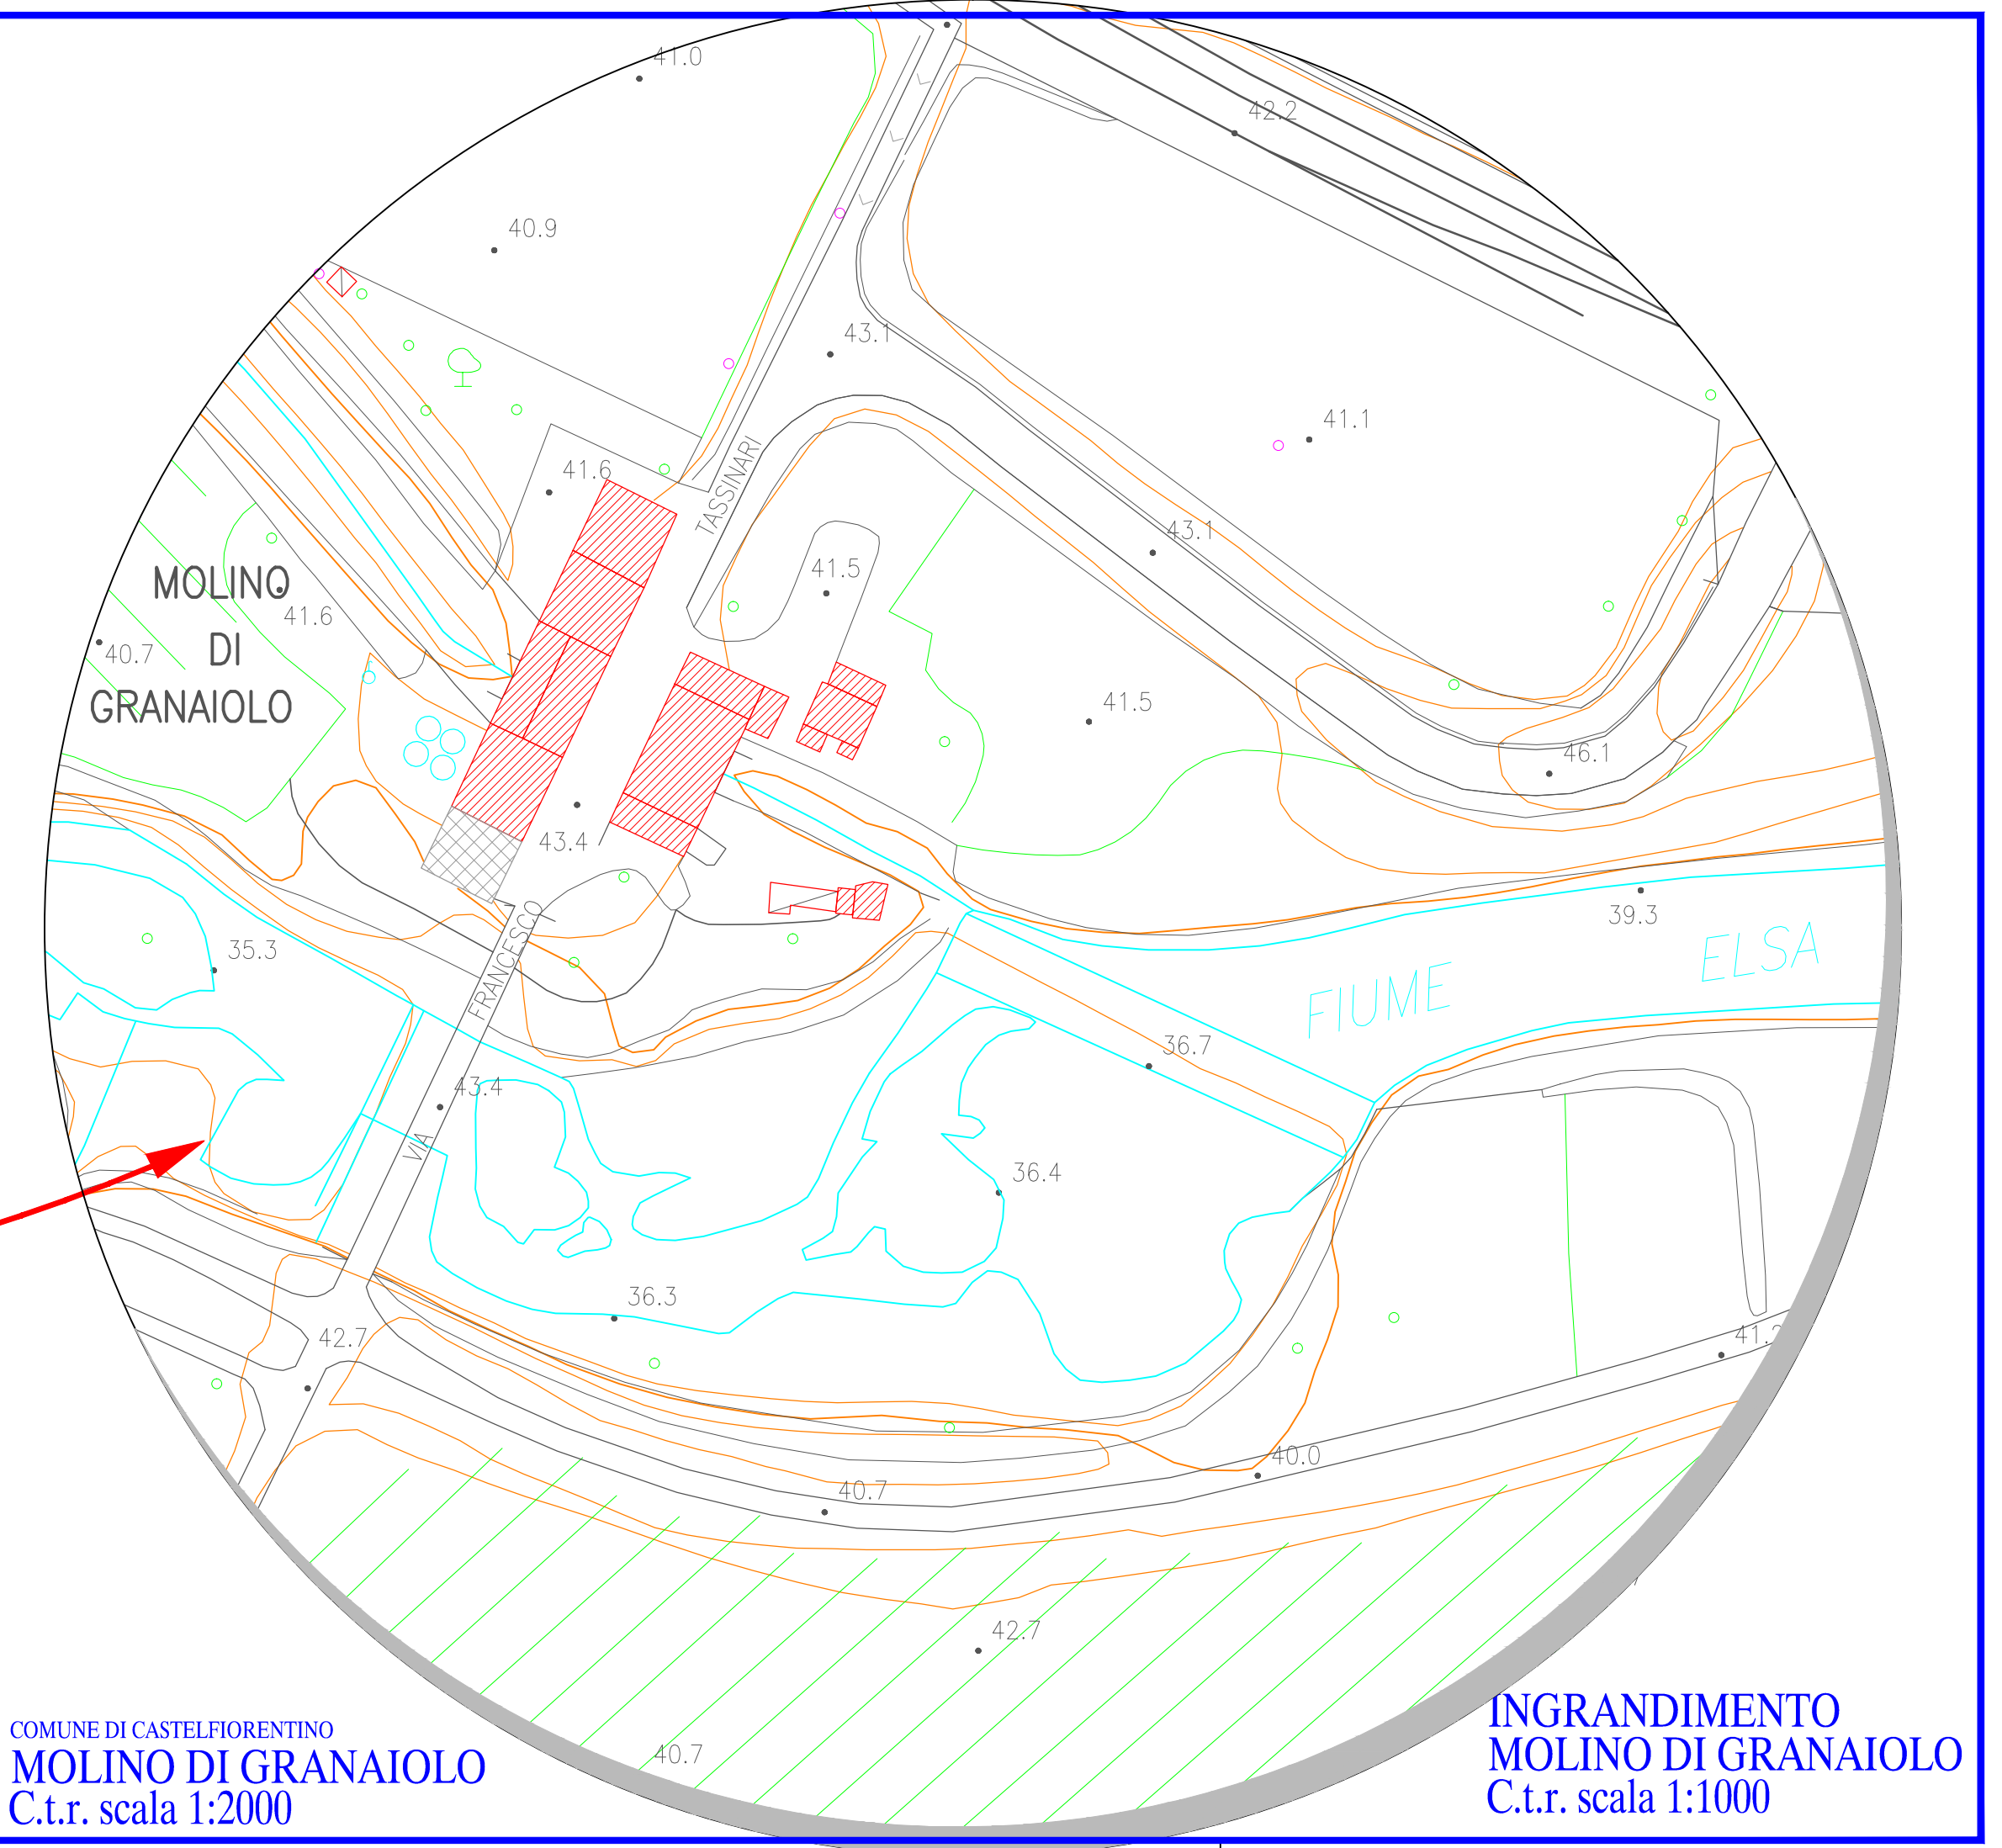 41.0
42.2
40.9
43.1
41.1
TASSINARI
41.6
43.1
41.5
MOLINO
41.6
DI
40.7
GRANAIOLO
41.5
46.1
43.4
39.3
35.3
FRANCESCO
FIUME ELSA
36.7
43.4
VIA
36.4
36.3
42.7
41.2
40.0
40.7
42.7
40.7
COMUNE DI CASTELFIORENTINO
MOLINO DI GRANAIOLO
C.t.r. scala 1:2000
INGRANDIMENTO
MOLINO DI GRANAIOLO
C.t.r. scala 1:1000